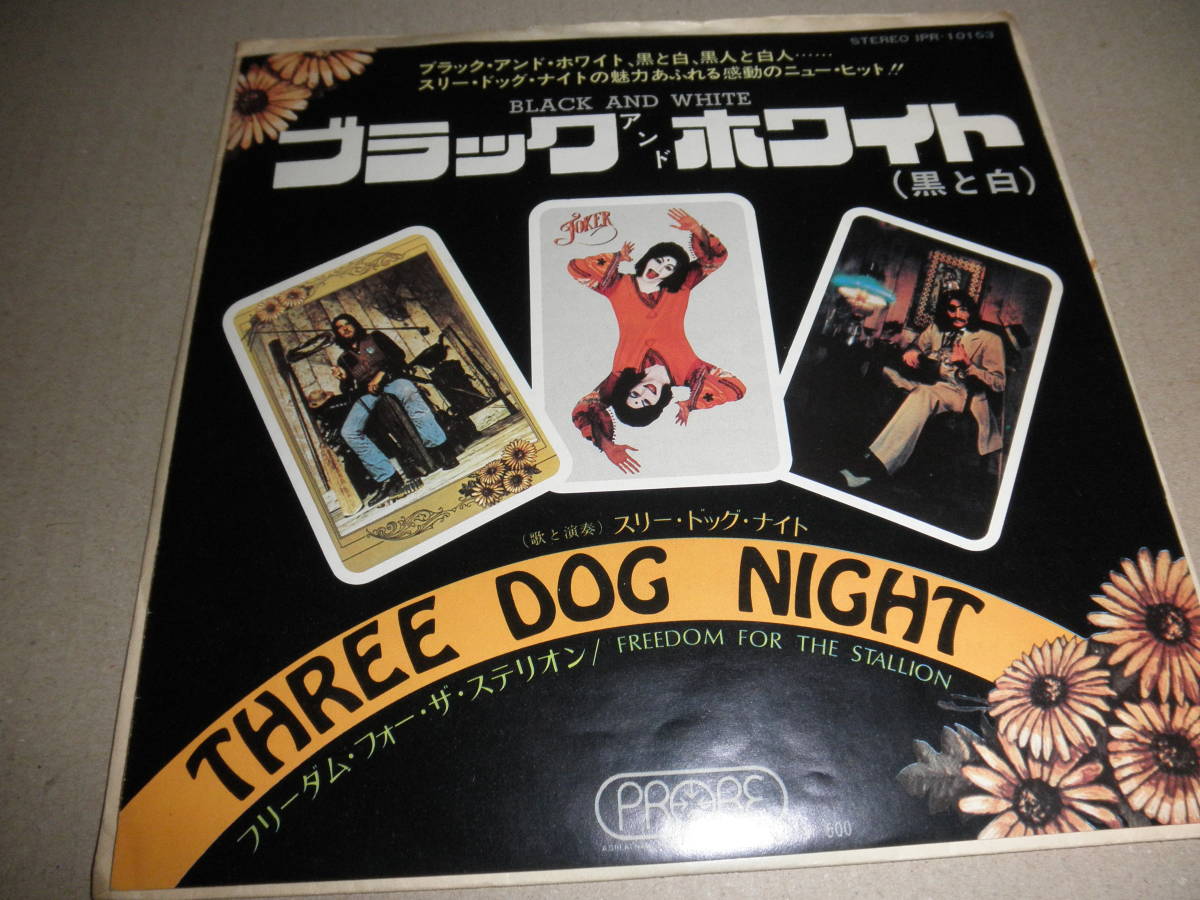 STEREO IPR-10153
ブラック・アンド・ホワイト、黒と白、黒人と白人……
スリー・ドッグ・ナイトの魅力あふれる感動のニュー・ヒット!!
BLACK AND WHITE
ブラックアンド・ホワイト
(黒と白)
JOKER
(歌と演奏)スリー・ドッグ・ナイト
THREE DOG NIGHT
フリーダム・フォー・ザ・ステリオン/FREEDOM FOR THE STALLION
PROBE
600